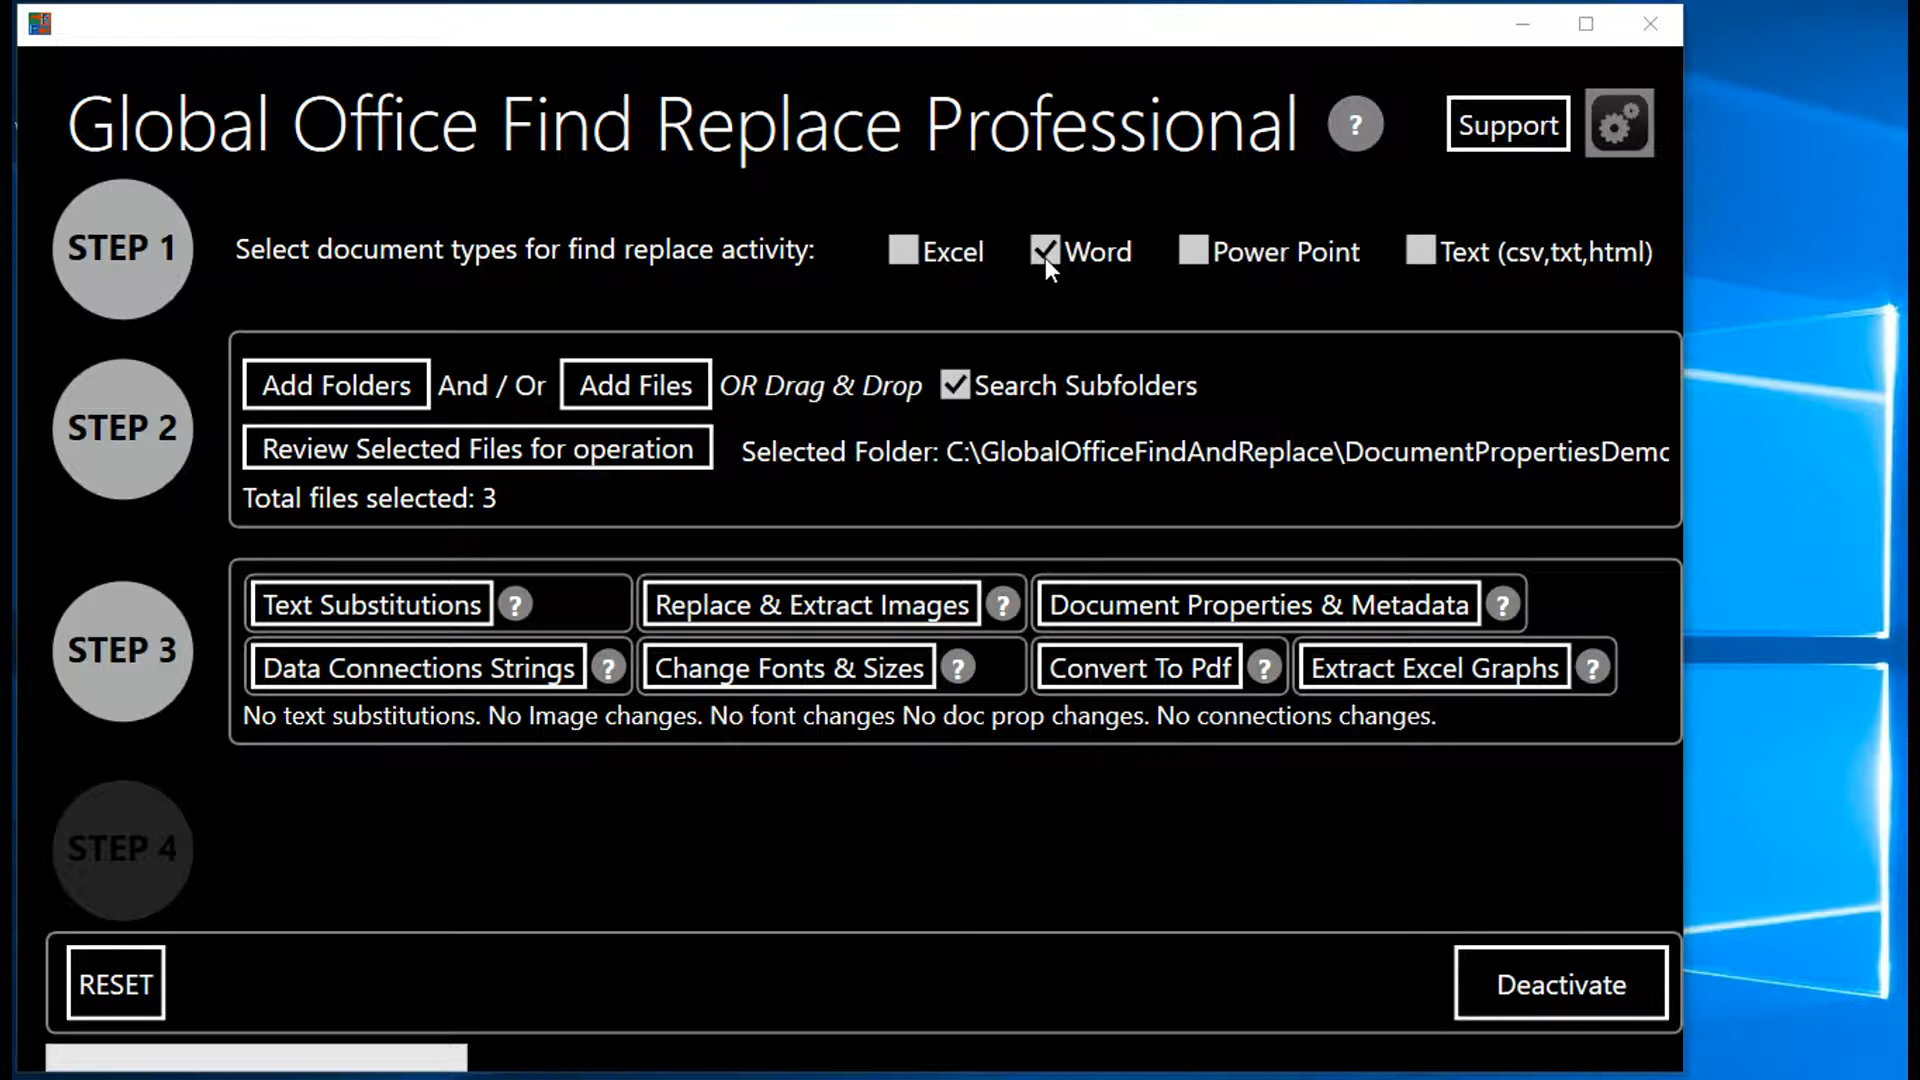 Global Office Find Replace Professional ? Support
STEP 1 Select document types for find replace activity: Excel Word Power Point Text (csv,txt,html)
STEP 2
Add Folders And / Or Add Files OR Drag & Drop Search Subfolders
Review Selected Files for operation Selected Folder: C:\GlobalOfficeFindAndReplace\DocumentPropertiesDemo
Total files selected: 3
STEP 3
Text Substitutions ? Replace & Extract Images ? Document Properties & Metadata ?
Data Connections Strings ? Change Fonts & Sizes ? Convert To Pdf ? Extract Excel Graphs ?
No text substitutions. No Image changes. No font changes No doc prop changes. No connections changes.
STEP 4
RESET Deactivate